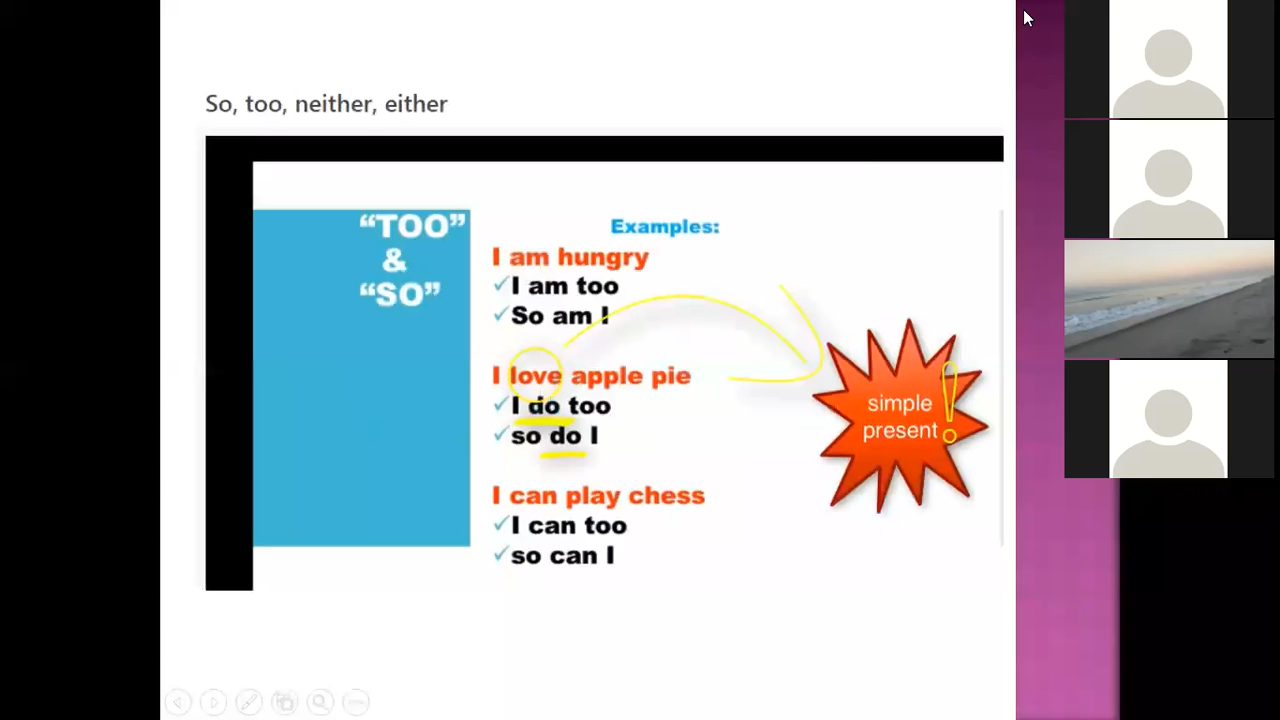 So, too, neither, either
“TOO”
&
“SO”
Examples:
I am hungry
I am too
So am I
I love apple pie
I do too
so do I
I can play chess
I can too
so can I
simple
present
!